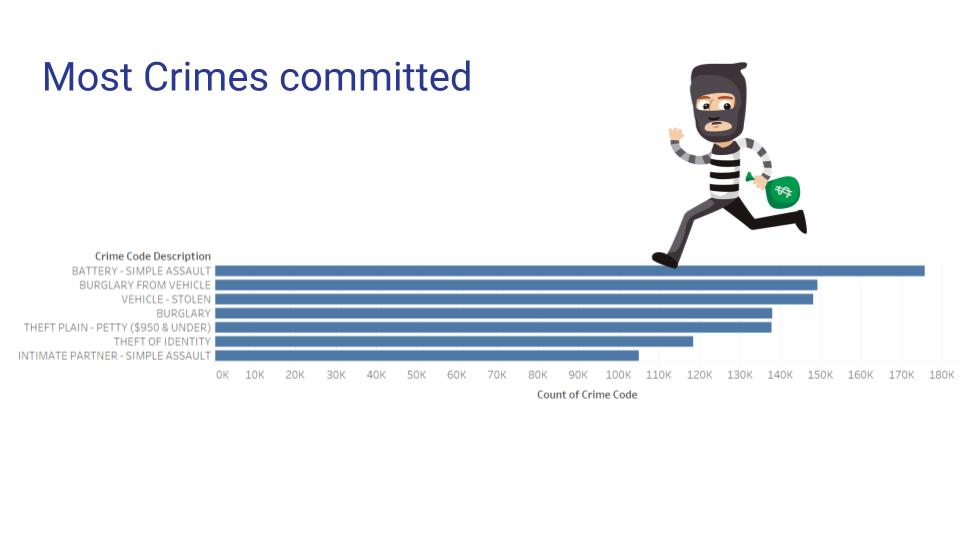 Most Crimes committed
$
Crime Code Description
BATTERY - SIMPLE ASSAULT
BURGLARY FROM VEHICLE
VEHICLE - STOLEN
BURGLARY
THEFT PLAIN - PETTY ($950 & UNDER)
THEFT OF IDENTITY
INTIMATE PARTNER - SIMPLE ASSAULT
0K 10K 20K 30K 40K 50K 60K 70K 80K 90K 100K 110K 120K 130K 140K 150K 160K 170K 180K
Count of Crime Code